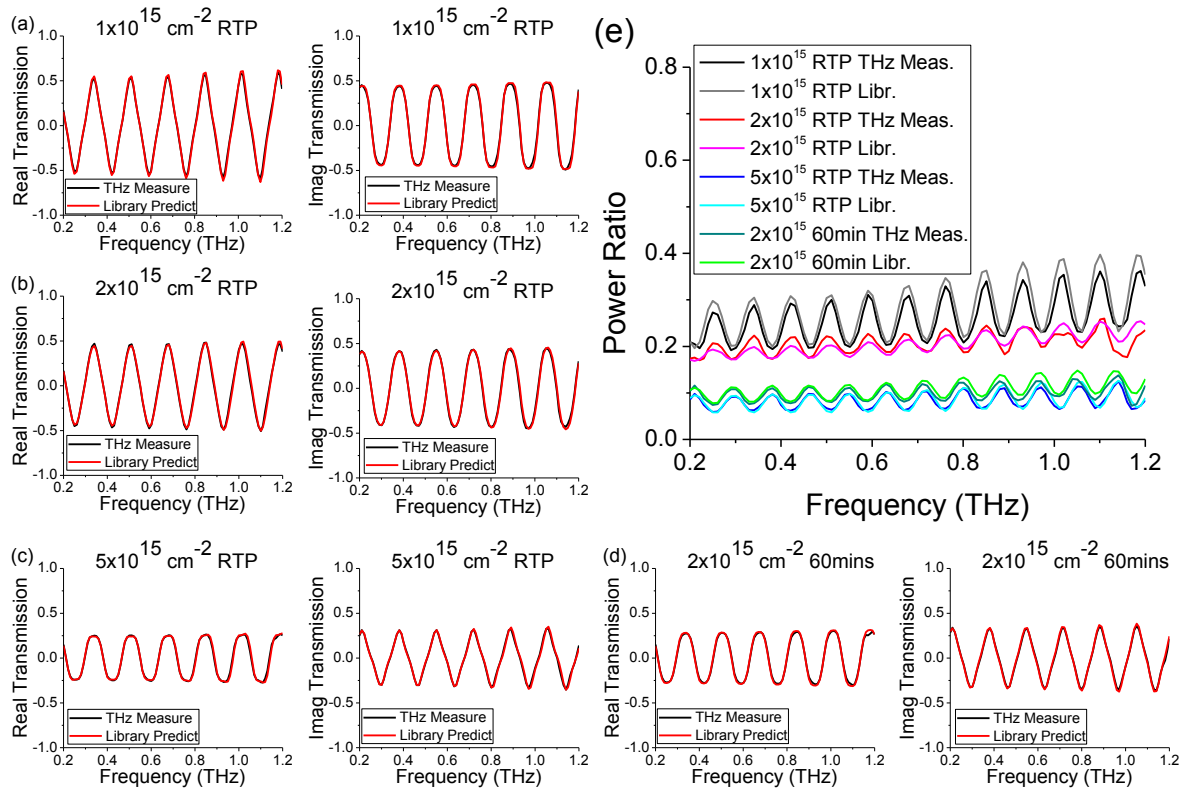 (a)
1x10^15 cm^-2 RTP
1.0
0.5
0.0
-0.5
-1.0
Real Transmission
THz Measure
Library Predict
0.2 0.4 0.6 0.8 1.0 1.2
Frequency (THz)
1x10^15 cm^-2 RTP
1.0
0.5
0.0
-0.5
-1.0
Imag Transmission
THz Measure
Library Predict
0.2 0.4 0.6 0.8 1.0 1.2
Frequency (THz)
(b)
2x10^15 cm^-2 RTP
1.0
0.5
0.0
-0.5
-1.0
Real Transmission
THz Measure
Library Predict
0.2 0.4 0.6 0.8 1.0 1.2
Frequency (THz)
2x10^15 cm^-2 RTP
1.0
0.5
0.0
-0.5
-1.0
Imag Transmission
THz Measure
Library Predict
0.2 0.4 0.6 0.8 1.0 1.2
Frequency (THz)
(e)
1x10^15 RTP THz Meas.
1x10^15 RTP Libr.
2x10^15 RTP THz Meas.
2x10^15 RTP Libr.
5x10^15 RTP THz Meas.
5x10^15 RTP Libr.
2x10^15 60min THz Meas.
2x10^15 60min Libr.
0.8
0.6
0.4
0.2
0.0
Power Ratio
0.2 0.4 0.6 0.8 1.0 1.2
Frequency (THz)
(c)
5x10^15 cm^-2 RTP
1.0
0.5
0.0
-0.5
-1.0
Real Transmission
THz Measure
Library Predict
0.2 0.4 0.6 0.8 1.0 1.2
Frequency (THz)
5x10^15 cm^-2 RTP
1.0
0.5
0.0
-0.5
-1.0
Imag Transmission
THz Measure
Library Predict
0.2 0.4 0.6 0.8 1.0 1.2
Frequency (THz)
(d)
2x10^15 cm^-2 60mins
1.0
0.5
0.0
-0.5
-1.0
Real Transmission
THz Measure
Library Predict
0.2 0.4 0.6 0.8 1.0 1.2
Frequency (THz)
2x10^15 cm^-2 60mins
1.0
0.5
0.0
-0.5
-1.0
Imag Transmission
THz Measure
Library Predict
0.2 0.4 0.6 0.8 1.0 1.2
Frequency (THz)